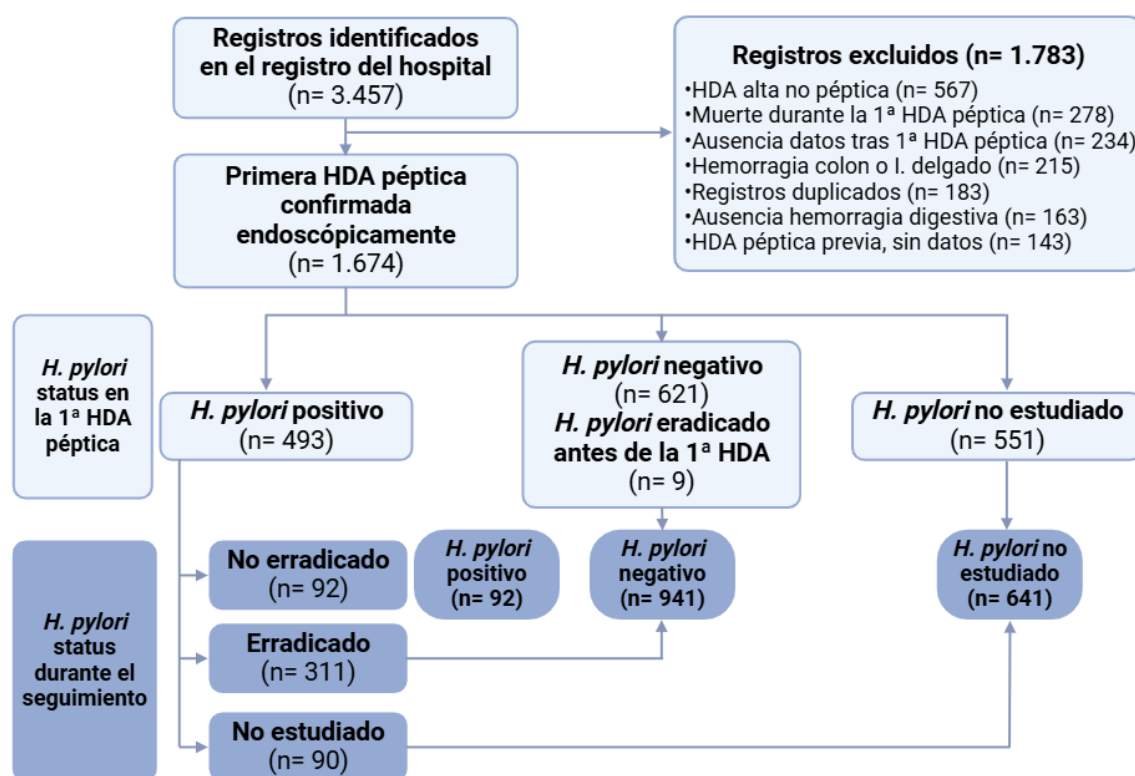 Registros identificados
en el registro del hospital
(n= 3.457)
Registros excluidos (n= 1.783)
•HDA alta no péptica (n= 567)
•Muerte durante la 1ª HDA péptica (n= 278)
•Ausencia datos tras 1ª HDA péptica (n= 234)
•Hemorragia colon o I. delgado (n= 215)
•Registros duplicados (n= 183)
•Ausencia hemorragia digestiva (n= 163)
•HDA péptica previa, sin datos (n= 143)
Primera HDA péptica
confirmada
endoscópicamente
(n= 1.674)
H. pylori
status en
la 1ª HDA
péptica
H. pylori positivo
(n= 493)
H. pylori negativo
(n= 621)
H. pylori eradicado
antes de la 1ª HDA
(n= 9)
H. pylori no estudiado
(n= 551)
H. pylori
status
durante el
seguimiento
No erradicado
(n= 92)
H. pylori
positivo
(n= 92)
H. pylori
negativo
(n= 941)
H. pylori no
estudiado
(n= 641)
Erradicado
(n= 311)
No estudiado
(n= 90)